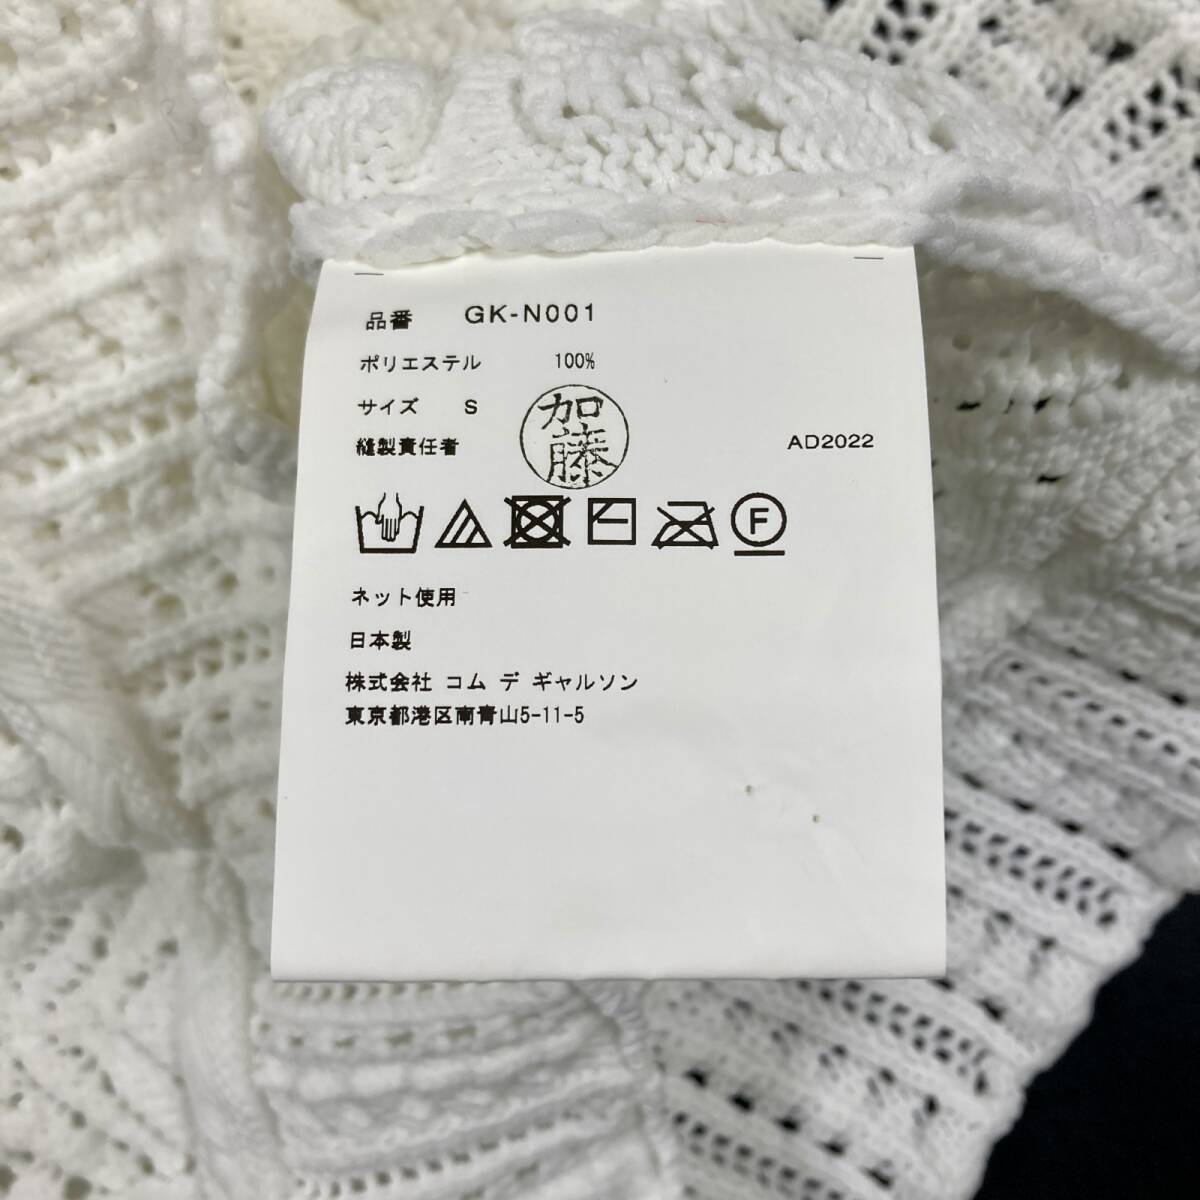 品番 GK-N001
ポリエステル 100%
サイズ S
縫製責任者 加藤 AD2022
F
ネット使用
日本製
株式会社 コム デ ギャルソン
東京都港区南青山5-11-5